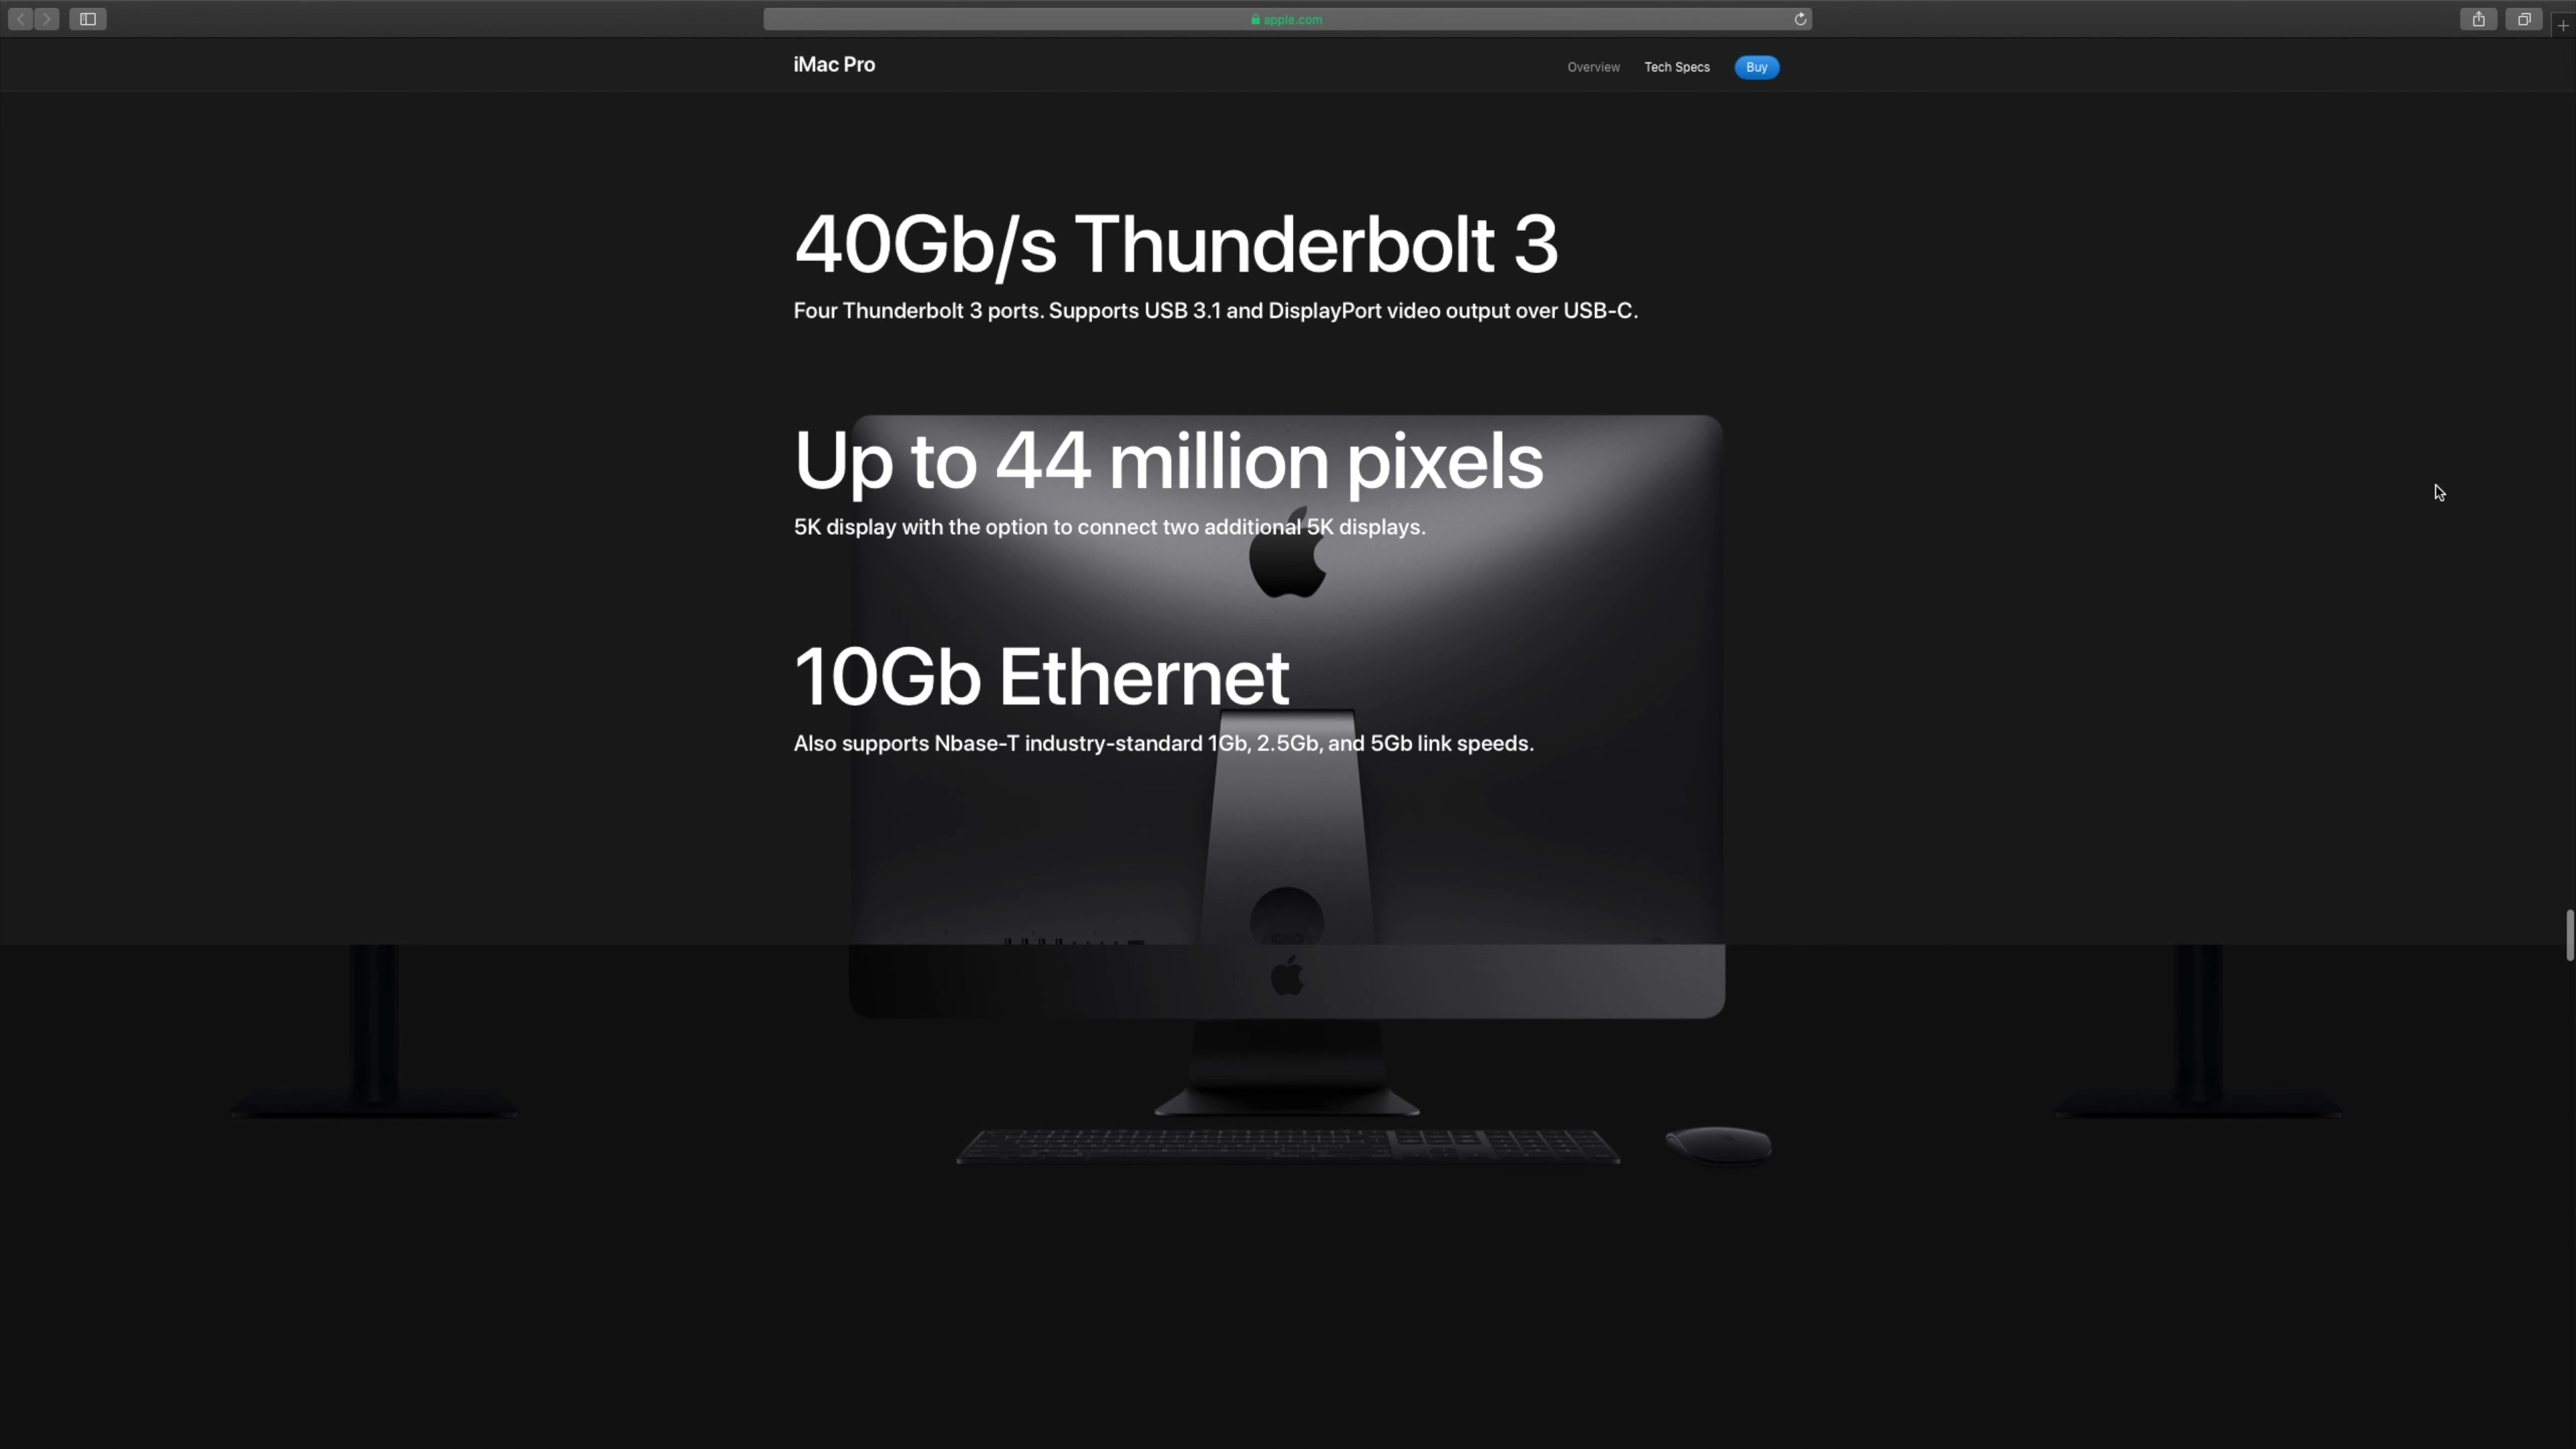 apple.com
iMac Pro
Overview
Tech Specs
Buy
40Gb/s Thunderbolt 3
Four Thunderbolt 3 ports. Supports USB 3.1 and DisplayPort video output over USB-C.
Up to 44 million pixels
5K display with the option to connect two additional 5K displays.
10Gb Ethernet
Also supports Nbase-T industry-standard 1Gb, 2.5Gb, and 5Gb link speeds.